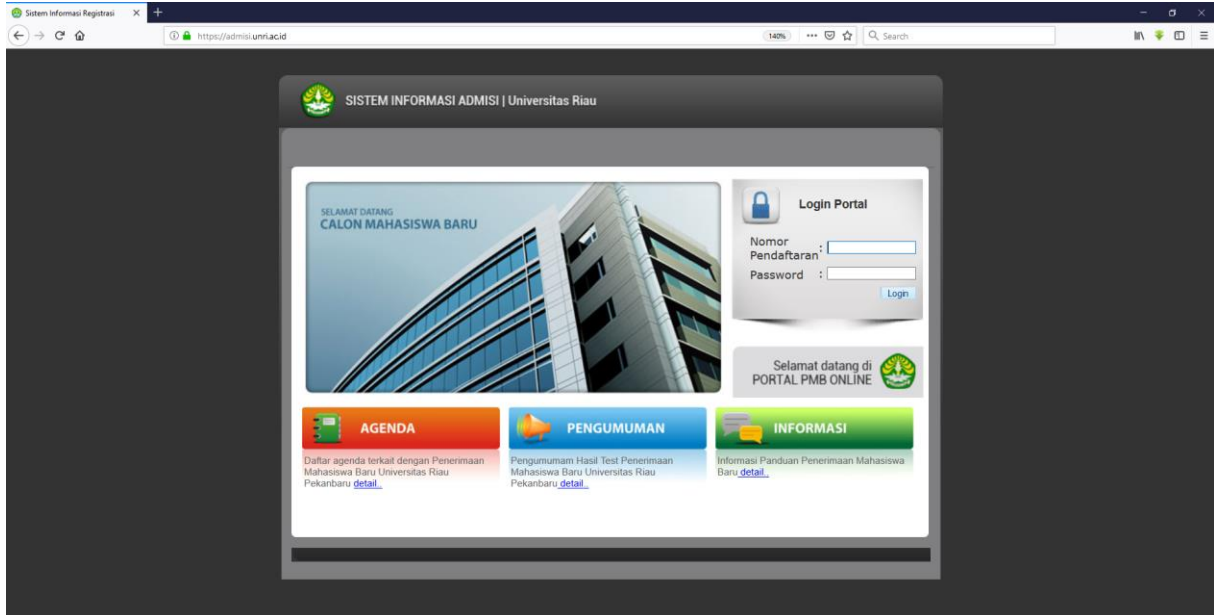 Sistem Informasi Registrasi
https://admisi.unri.ac.id
140%
Search
SISTEM INFORMASI ADMISI | Universitas Riau
SELAMAT DATANG
CALON MAHASISWA BARU
Login Portal
Nomor
Pendaftaran :
Password :
Login
Selamat datang di
PORTAL PMB ONLINE
AGENDA
Daftar agenda terkait dengan Penerimaan
Mahasiswa Baru Universitas Riau
Pekanbaru detail..
PENGUMUMAN
Pengumumam Hasil Test Penerimaan
Mahasiswa Baru Universitas Riau
Pekanbaru detail..
INFORMASI
Informasi Panduan Penerimaan Mahasiswa
Baru detail..